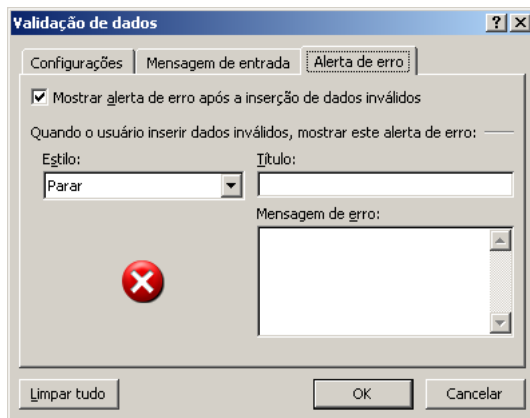 Validação de dados
Configurações Mensagem de entrada Alerta de erro
Mostrar alerta de erro após a inserção de dados inválidos
Quando o usuário inserir dados inválidos, mostrar este alerta de erro:
Estilo: Título:
Parar
Mensagem de erro:
Limpar tudo OK Cancelar